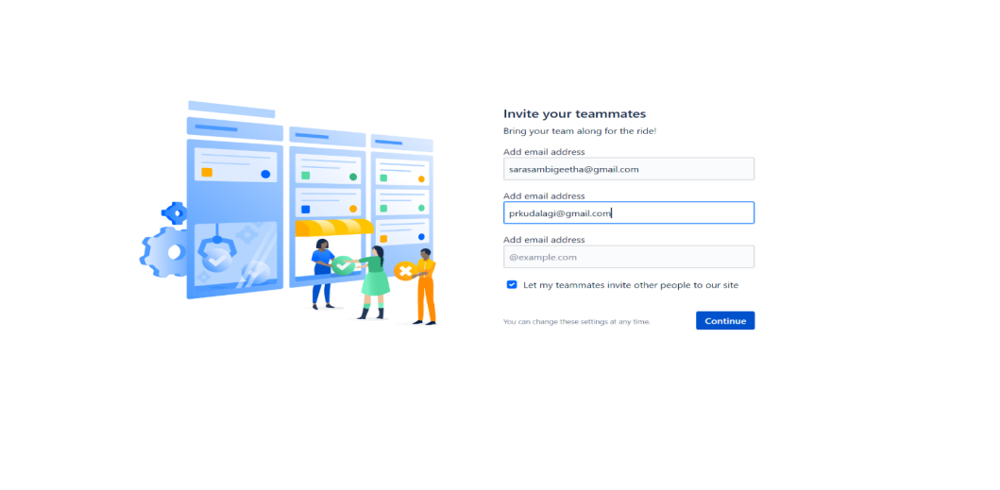 Invite your teammates
Bring your team along for the ride!
Add email address
sarasambigeetha@gmail.com
Add email address
prkudalagi@gmail.com
Add email address
@example.com
Let my teammates invite other people to our site
You can change these settings at any time.
Continue